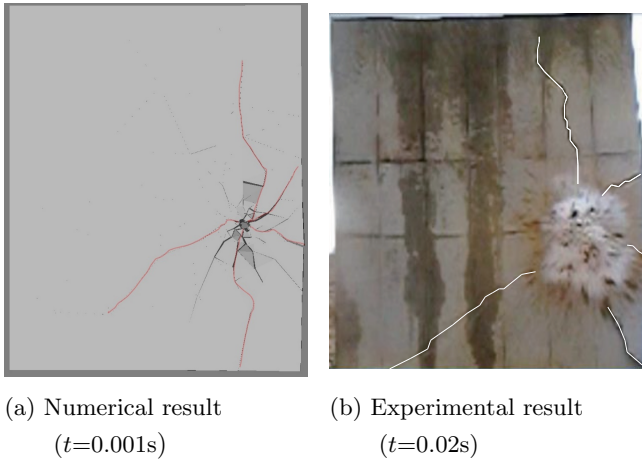 (a) Numerical result
(t=0.001s)
(b) Experimental result
(t=0.02s)